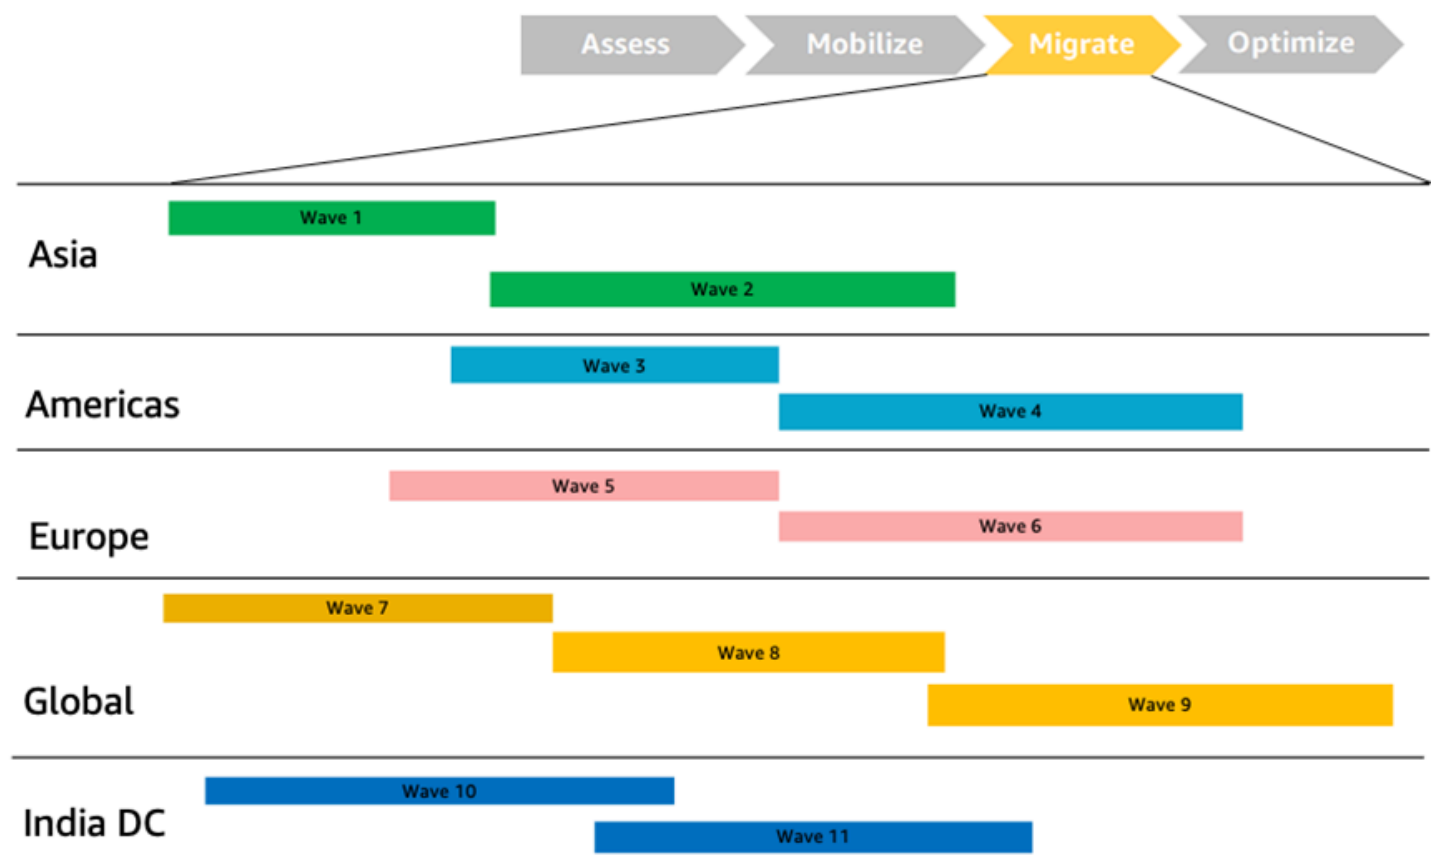 Assess
Mobilize
Migrate
Optimize
Asia
Wave 1
Wave 2
Americas
Wave 3
Wave 4
Europe
Wave 5
Wave 6
Global
Wave 7
Wave 8
Wave 9
India DC
Wave 10
Wave 11